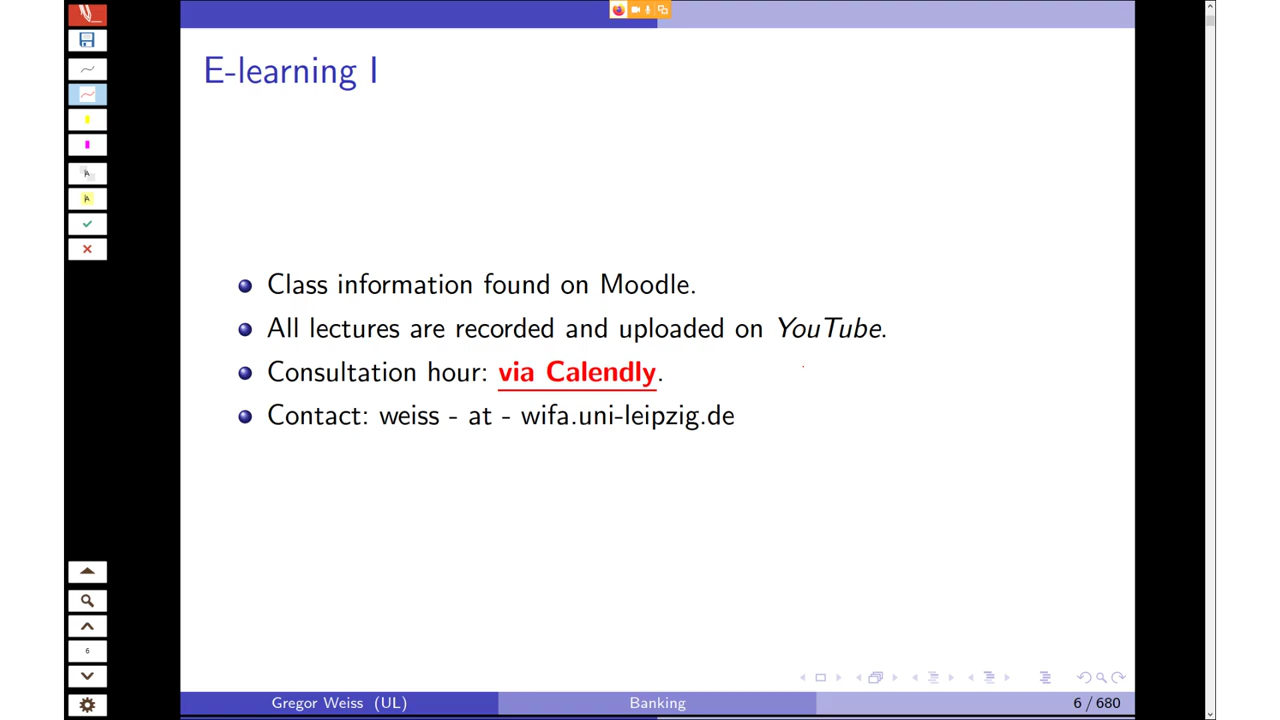 E-learning I
Class information found on Moodle.
All lectures are recorded and uploaded on YouTube.
Consultation hour: via Calendly.
Contact: weiss - at - wifa.uni-leipzig.de
6
Gregor Weiss (UL)
Banking
6 / 680